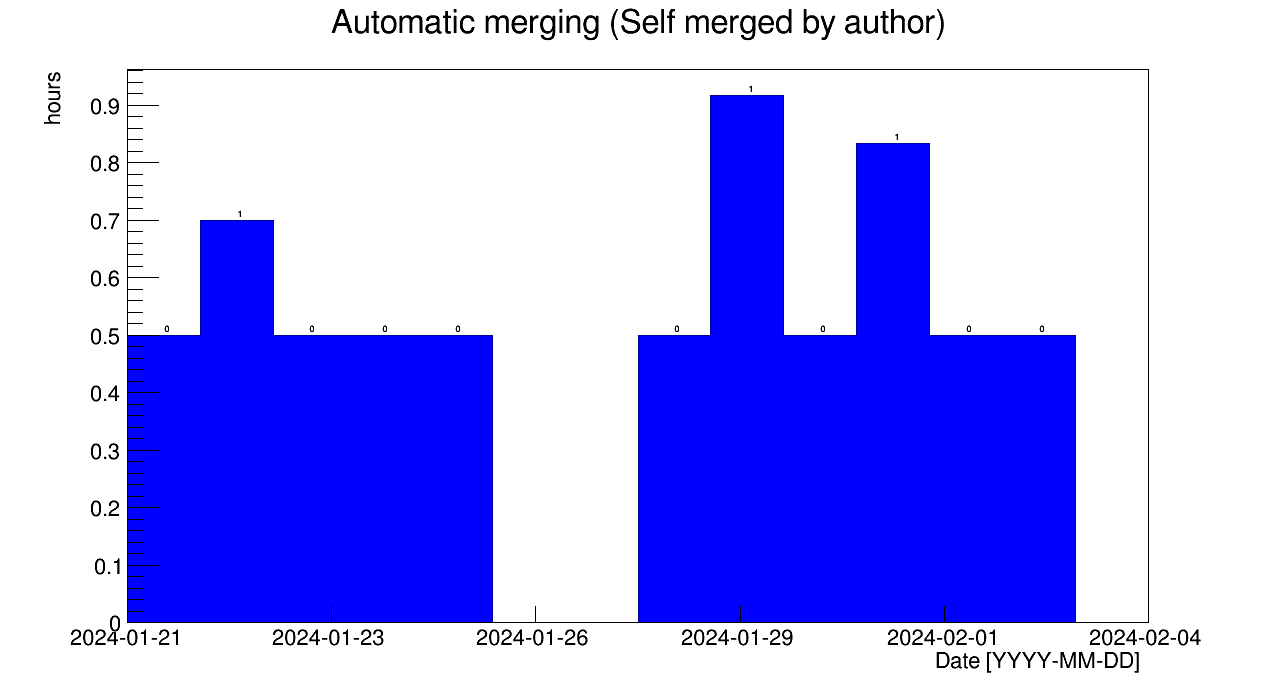 Automatic merging (Self merged by author)
hours
0.9
0.8
0.7
0.6
0.5
0.4
0.3
0.2
0.1
0
0 1 0 0 0 0 1 0 1 0 0
2024-01-21 2024-01-23 2024-01-26 2024-01-29 2024-02-01 2024-02-04
Date [YYYY-MM-DD]